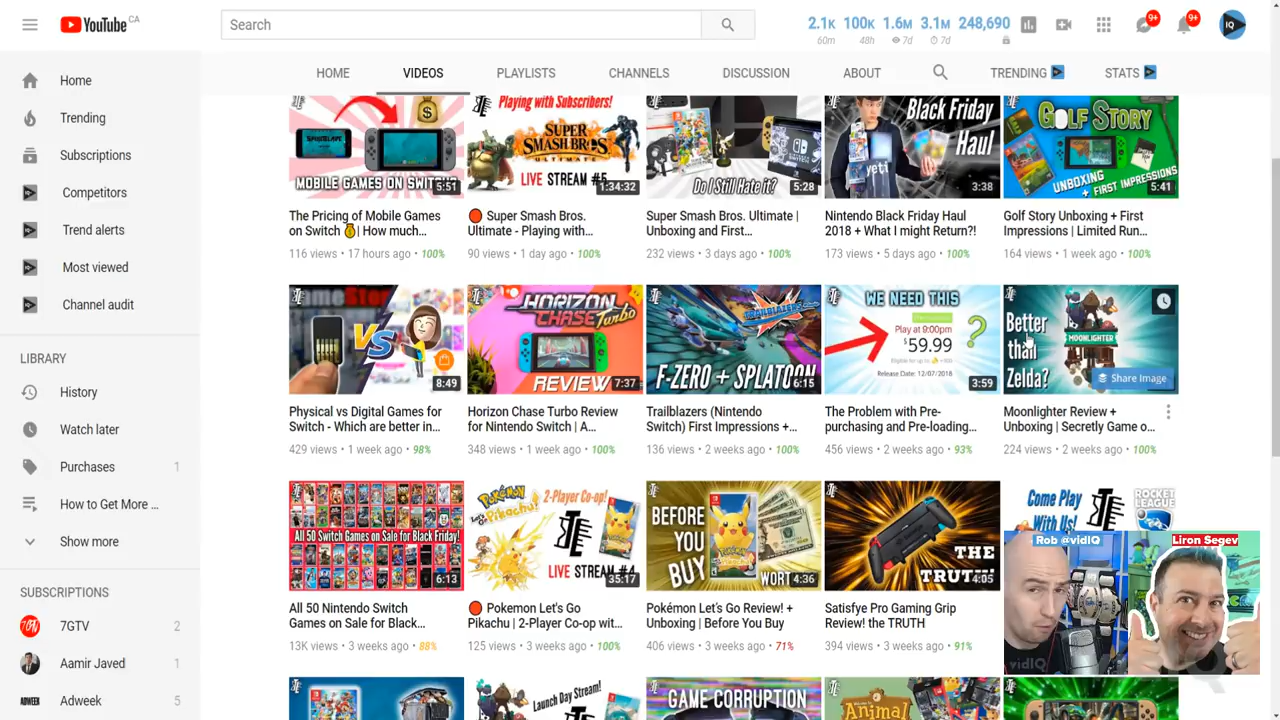 YouTube CA
Search
2.1K 100K 1.6M 3.1M 248,690
60m 48h 7d 7d
9+ 9+
IQ
HOME VIDEOS PLAYLISTS CHANNELS DISCUSSION ABOUT TRENDING STATS
Home
Trending
Subscriptions
Competitors
Trend alerts
Most viewed
Channel audit
LIBRARY
History
Watch later
Purchases 1
How to Get More ...
Show more
SUBSCRIPTIONS
7GTV 2
Aamir Javed 1
ADWEEK
Adweek 5
MOBILE GAMES ON SWITCH
5:51
Playing with Subscribers!
SUPER
SMASH BROS.
ULTIMATE
LIVE STREAM #5
1:34:32
Do I Still Hate it?
5:28
Black Friday
Haul
yeti
3:38
GOLF STORY
UNBOXING
+ FIRST IMPRESSIONS
5:41
The Pricing of Mobile Games
on Switch 💰| How much...
116 views • 17 hours ago • 100%
🔴 Super Smash Bros.
Ultimate - Playing with...
90 views • 1 day ago • 100%
Super Smash Bros. Ultimate |
Unboxing and First...
232 views • 3 days ago • 100%
Nintendo Black Friday Haul
2018 + What I might Return?!
173 views • 5 days ago • 100%
Golf Story Unboxing + First
Impressions | Limited Run...
164 views • 1 week ago • 100%
VS
8:49
HORIZON
CHASE Turbo
REVIEW
7:37
TRAILBLAZERS
F-ZERO + SPLATOON
6:15
WE NEED THIS
Play at 9:00pm
$59.99
?
Release Date: 12/07/2018
3:59
Better
than
Zelda?
MOONLIGHTER
Share Image
Physical vs Digital Games for
Switch - Which are better in...
429 views • 1 week ago • 98%
Horizon Chase Turbo Review
for Nintendo Switch | A...
348 views • 1 week ago • 100%
Trailblazers (Nintendo
Switch) First Impressions +...
136 views • 2 weeks ago • 100%
The Problem with Pre-
purchasing and Pre-loading...
456 views • 2 weeks ago • 93%
Moonlighter Review +
Unboxing | Secretly Game o...
224 views • 2 weeks ago • 100%
All 50 Switch Games on Sale for Black Friday!
6:13
Pokémon
Let's Go
Pikachu!
2-Player Co-op!
LIVE STREAM #4
35:17
BEFORE
YOU
BUY
WORT
4:36
THE
TRUTH!
4:05
Come Play
With Us!
ROCKET
LEAGUE
All 50 Nintendo Switch
Games on Sale for Black...
13K views • 3 weeks ago • 88%
🔴 Pokemon Let's Go
Pikachu | 2-Player Co-op wit...
125 views • 3 weeks ago • 100%
Pokémon Let's Go Review! +
Unboxing | Before You Buy
406 views • 3 weeks ago • 71%
Satisfye Pro Gaming Grip
Review! the TRUTH
394 views • 3 weeks ago • 91%
Rob @vidIQ
Liron Segev
vidIQ
Launch Day Stream!
GAME CORRUPTION
Animal